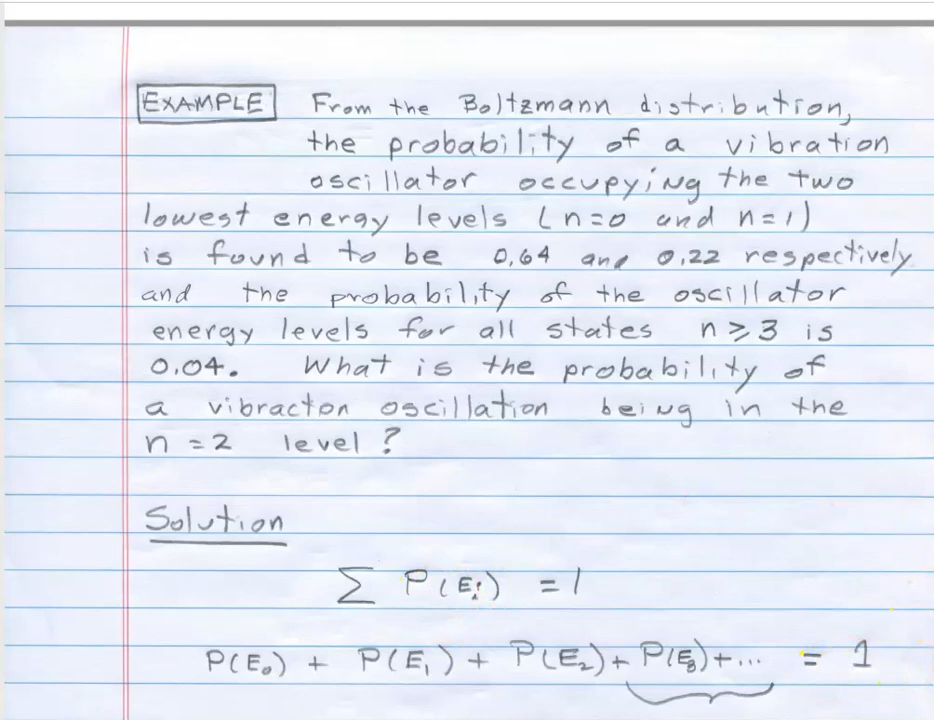 EXAMPLE From the Boltzmann distribution,
the probability of a vibration
oscillator occupying the two
lowest energy levels (n=0 and n=1)
is found to be 0.64 and 0.22 respectively
and the probability of the oscillator
energy levels for all states n ⩾ 3 is
0.04. What is the probability of
a vibracton oscillation being in the
n = 2 level?
Solution
Σ P(Eᵢ) = 1
P(E₀) + P(E₁) + P(E₂) + P(E₃) + ... = 1